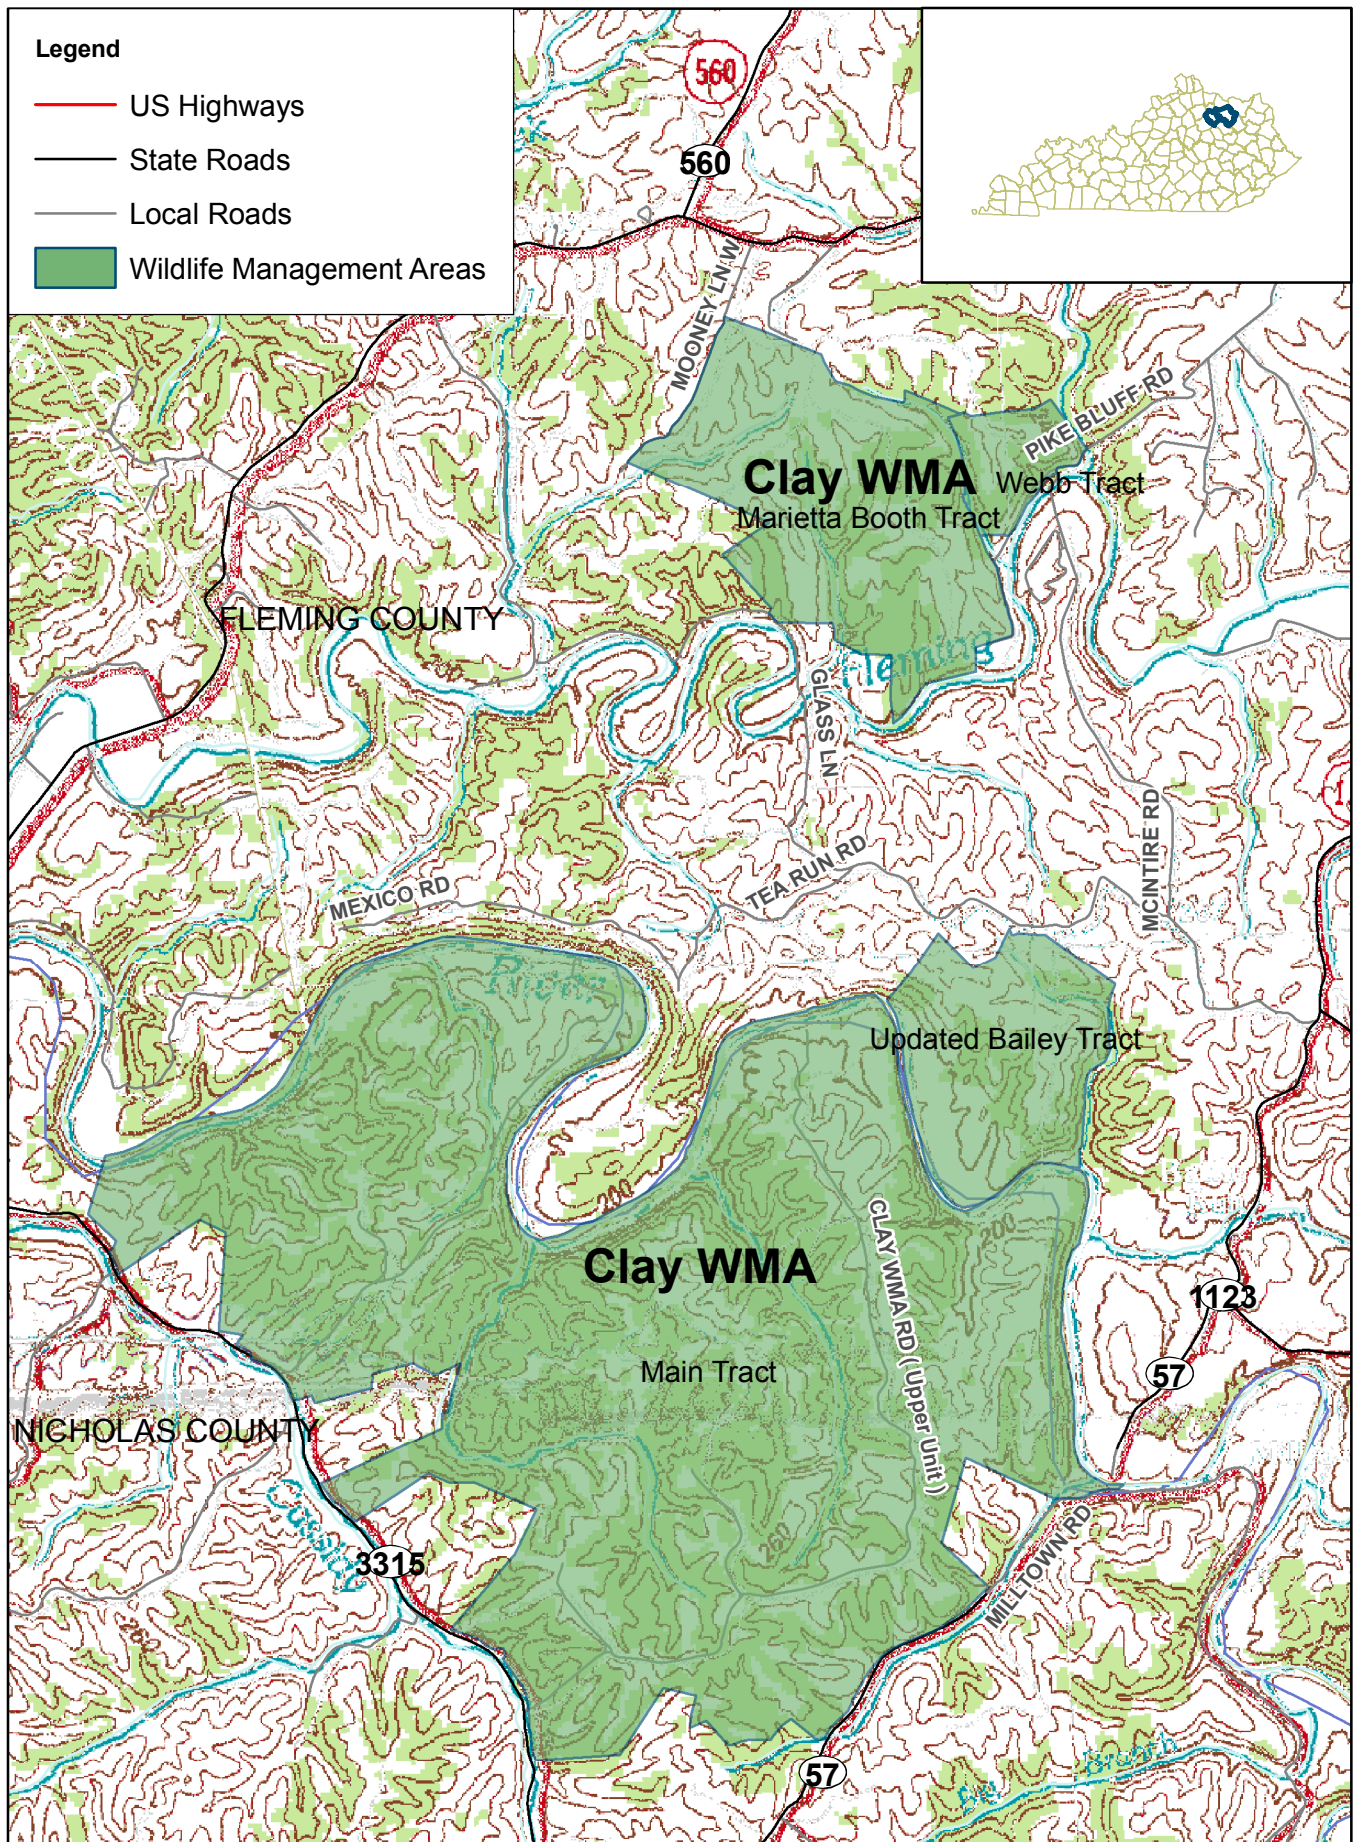 Legend
US Highways
State Roads
Local Roads
Wildlife Management Areas
560
560
MOONEY LN W
PIKE BLUFF RD
Clay WMA
Webb Tract
Marietta Booth Tract
FLEMING COUNTY
Fleming
GLASS LN
MCINTIRE RD
TEA RUN RD
MEXICO RD
Updated Bailey Tract
200
CLAY WMA RD ( Upper Unit )
200
Clay WMA
1123
Main Tract
57
NICHOLAS COUNTY
Cassidy
3315
MILLTOWN RD
57
Branch